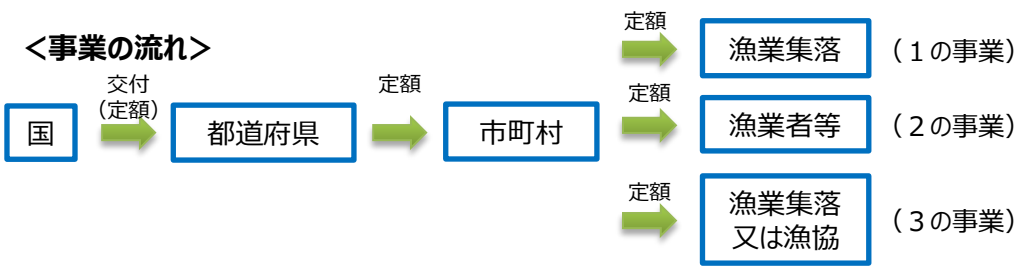 ＜事業の流れ＞
交付
（定額）
国
都道府県
定額
市町村
定額
漁業集落
（１の事業）
定額
漁業者等
（２の事業）
定額
漁業集落
又は漁協
（３の事業）